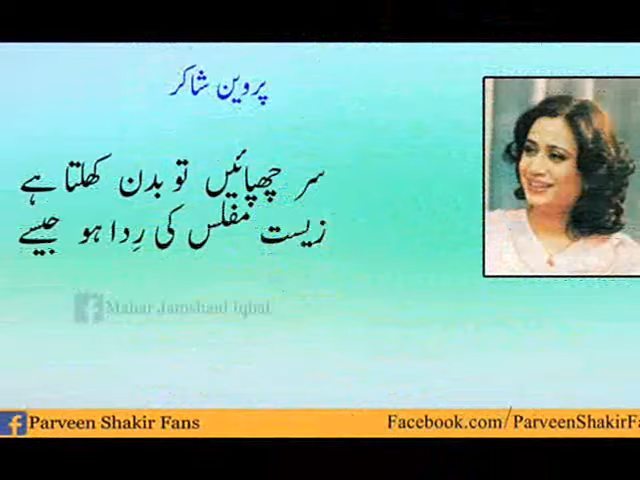 پروین شاکر
سر چھپائیں تو بدن کھلتا ہے
زیست مفلس کی رِدا ہو جیسے
Mahar Jamshaid Iqbal
Parveen Shakir Fans
Facebook.com/ParveenShakirFa